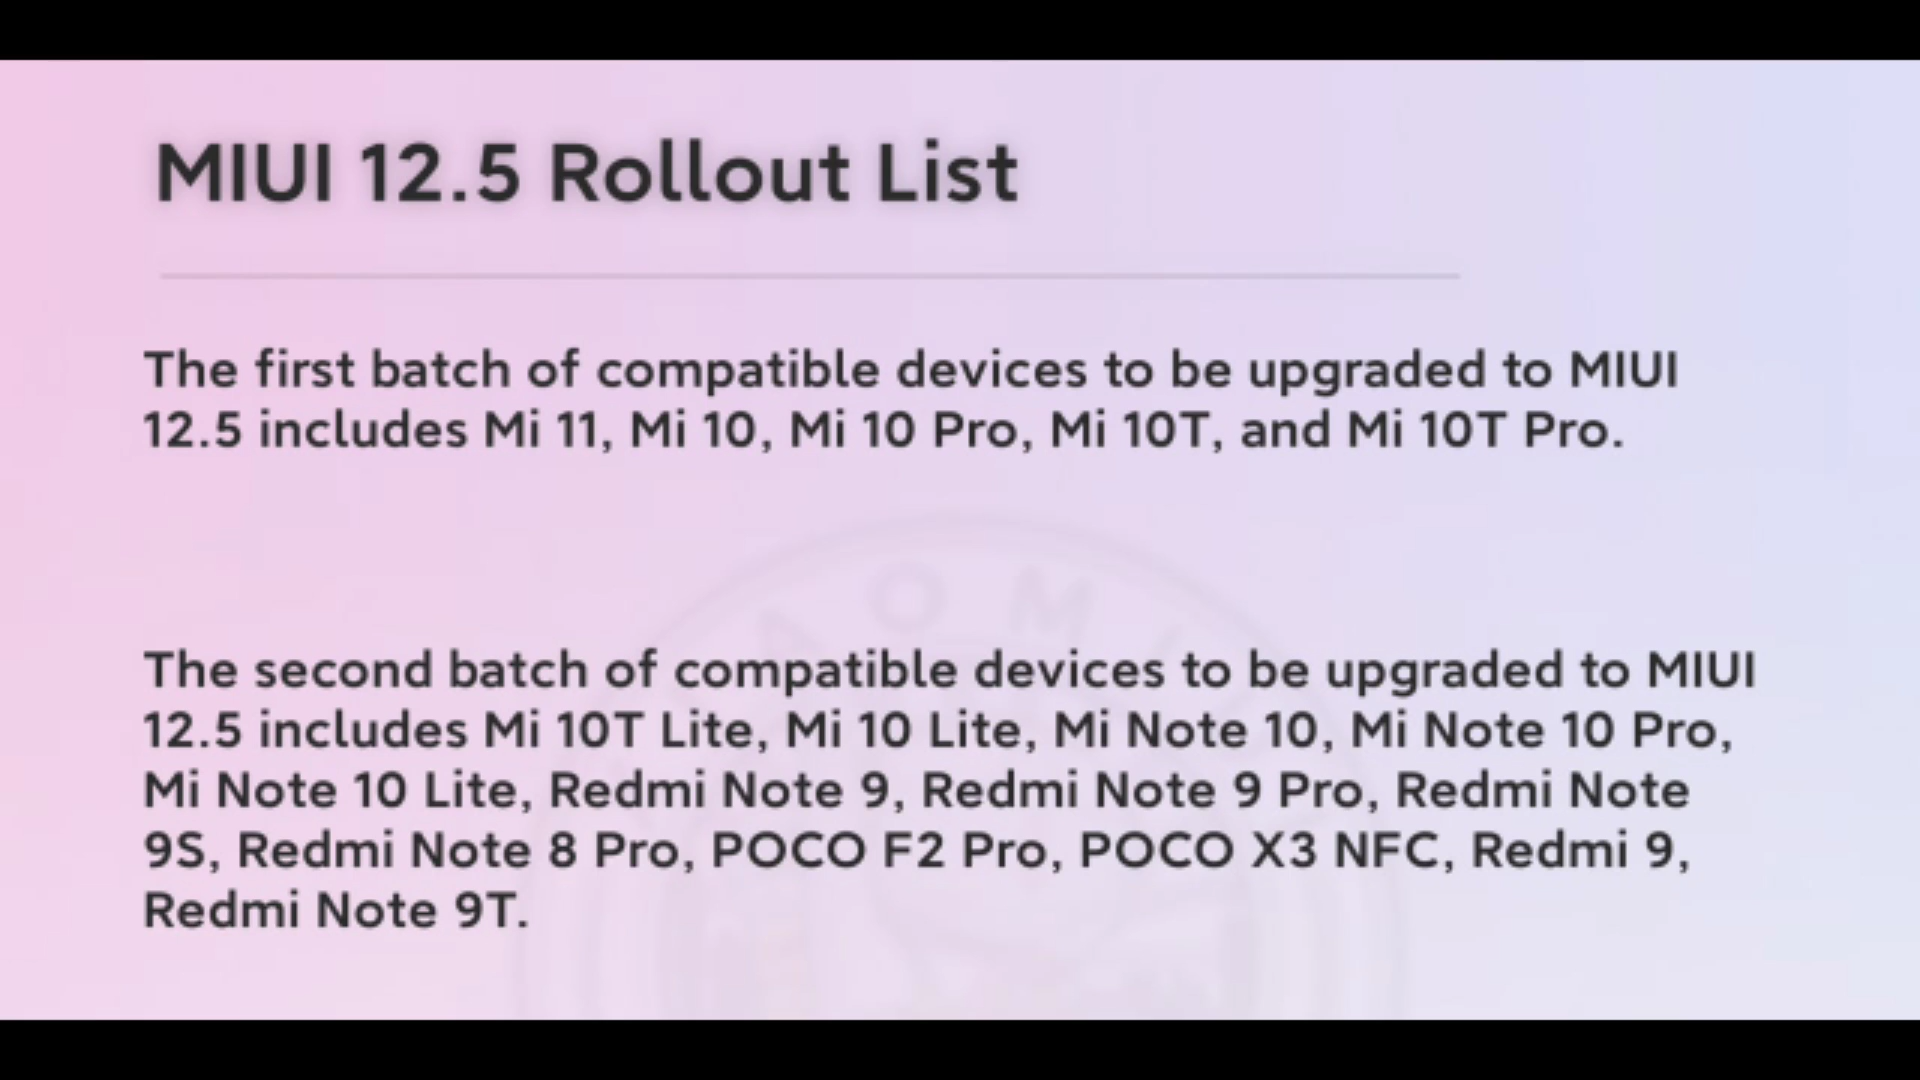 MIUI 12.5 Rollout List
The first batch of compatible devices to be upgraded to MIUI
12.5 includes Mi 11, Mi 10, Mi 10 Pro, Mi 10T, and Mi 10T Pro.
AOMI
The second batch of compatible devices to be upgraded to MIUI
12.5 includes Mi 10T Lite, Mi 10 Lite, Mi Note 10, Mi Note 10 Pro,
Mi Note 10 Lite, Redmi Note 9, Redmi Note 9 Pro, Redmi Note
9S, Redmi Note 8 Pro, POCO F2 Pro, POCO X3 NFC, Redmi 9,
Redmi Note 9T.